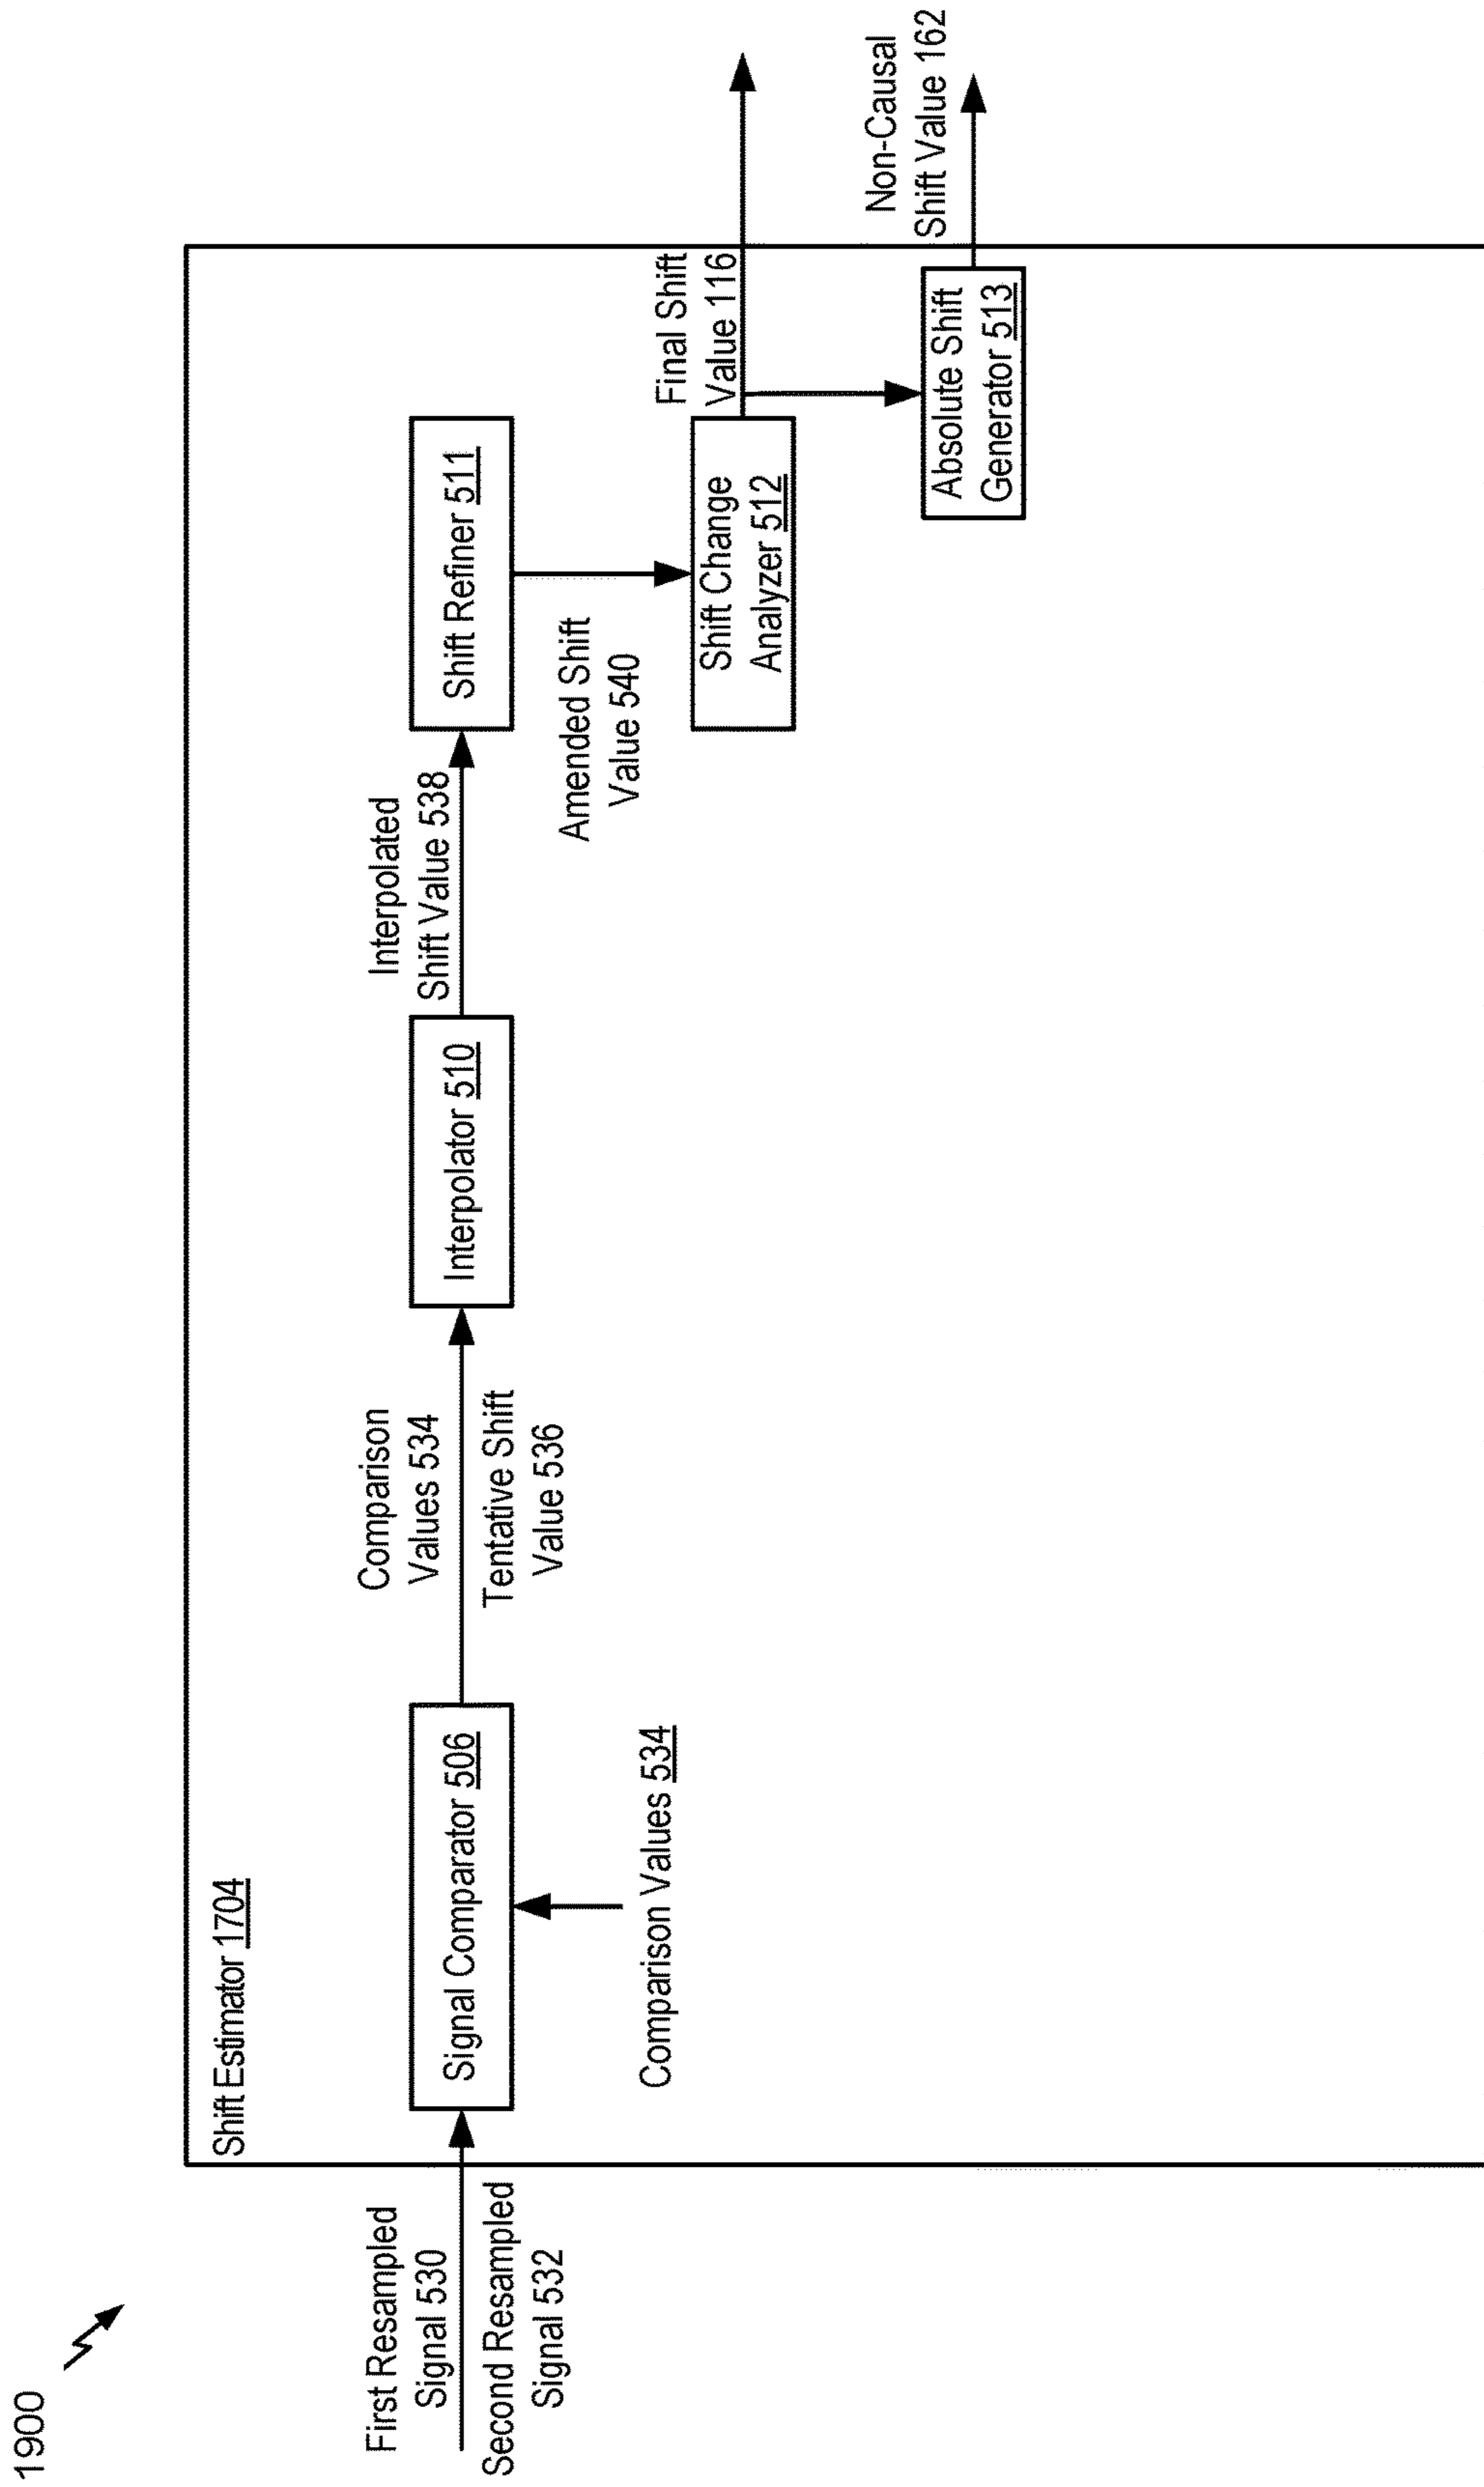 1900
Shift Estimator 1704
First Resampled
Signal 530
Second Resampled
Signal 532
Signal Comparator 506
Comparison Values 534
Comparison
Values 534
Tentative Shift
Value 536
Interpolator 510
Interpolated
Shift Value 538
Shift Refiner 511
Amended Shift
Value 540
Shift Change
Analyzer 512
Final Shift
Value 116
Absolute Shift
Generator 513
Non-Causal
Shift Value 162